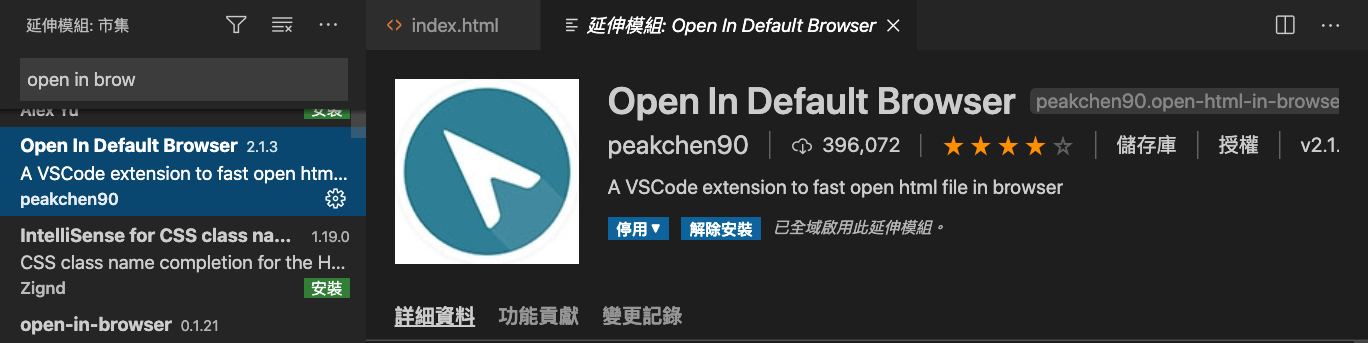 延伸模組: 市集
open in brow
Alex Yu
安裝
Open In Default Browser 2.1.3
A VSCode extension to fast open htm...
peakchen90
IntelliSense for CSS class na... 1.19.0
CSS class name completion for the H...
Zignd
安裝
open-in-browser 0.1.21
index.html
延伸模組: Open In Default Browser
Open In Default Browser peakchen90.open-html-in-browse
peakchen90 396,072 儲存庫 授權 v2.1.
A VSCode extension to fast open html file in browser
停用 解除安裝 已全域啟用此延伸模組。
詳細資料 功能貢獻 變更記錄